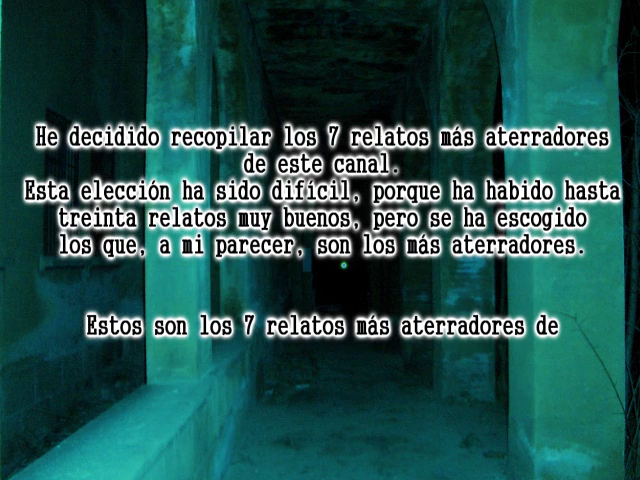 He decidido recopilar los 7 relatos más aterradores
de este canal.
Esta elección ha sido difícil, porque ha habido hasta
treinta relatos muy buenos, pero se ha escogido
los que, a mi parecer, son los más aterradores.
Estos son los 7 relatos más aterradores de